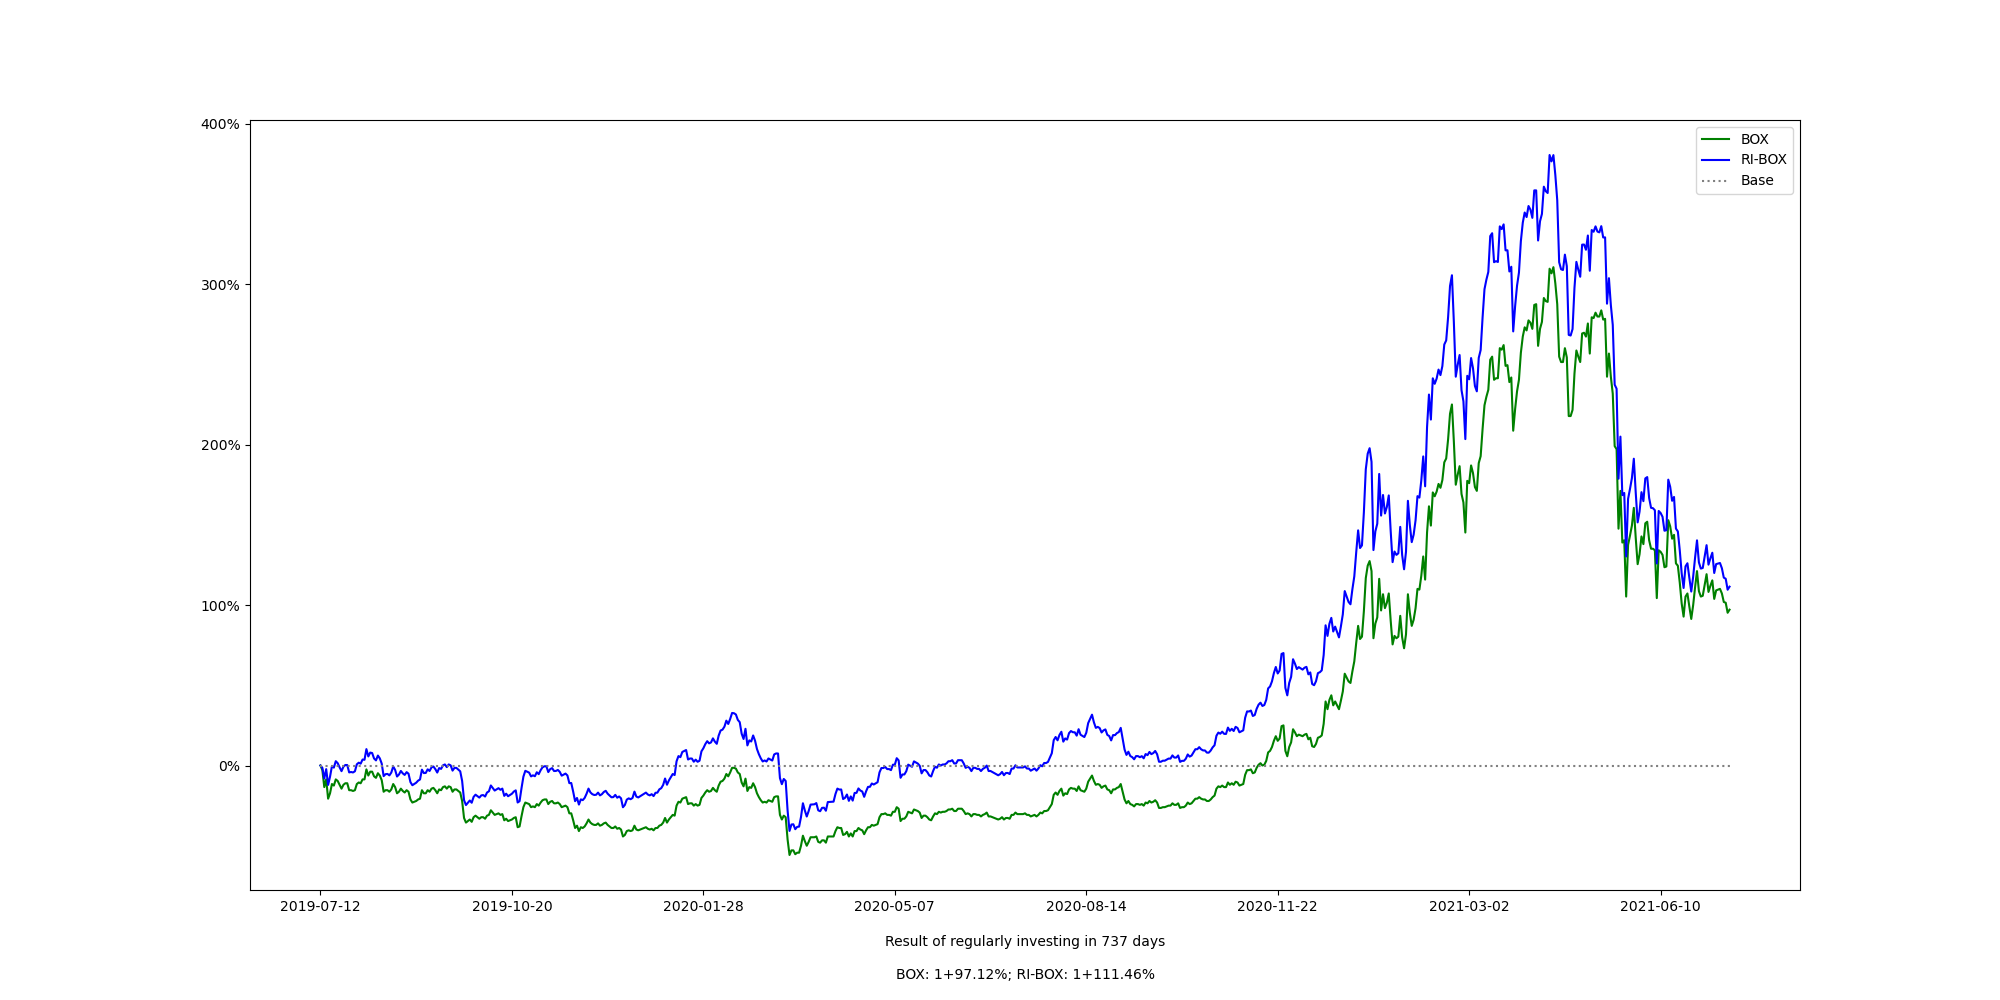 400%
300%
200%
100%
0%
BOX
RI-BOX
Base
2019-07-12 2019-10-20 2020-01-28 2020-05-07 2020-08-14 2020-11-22 2021-03-02 2021-06-10
Result of regularly investing in 737 days
BOX: 1+97.12%; RI-BOX: 1+111.46%